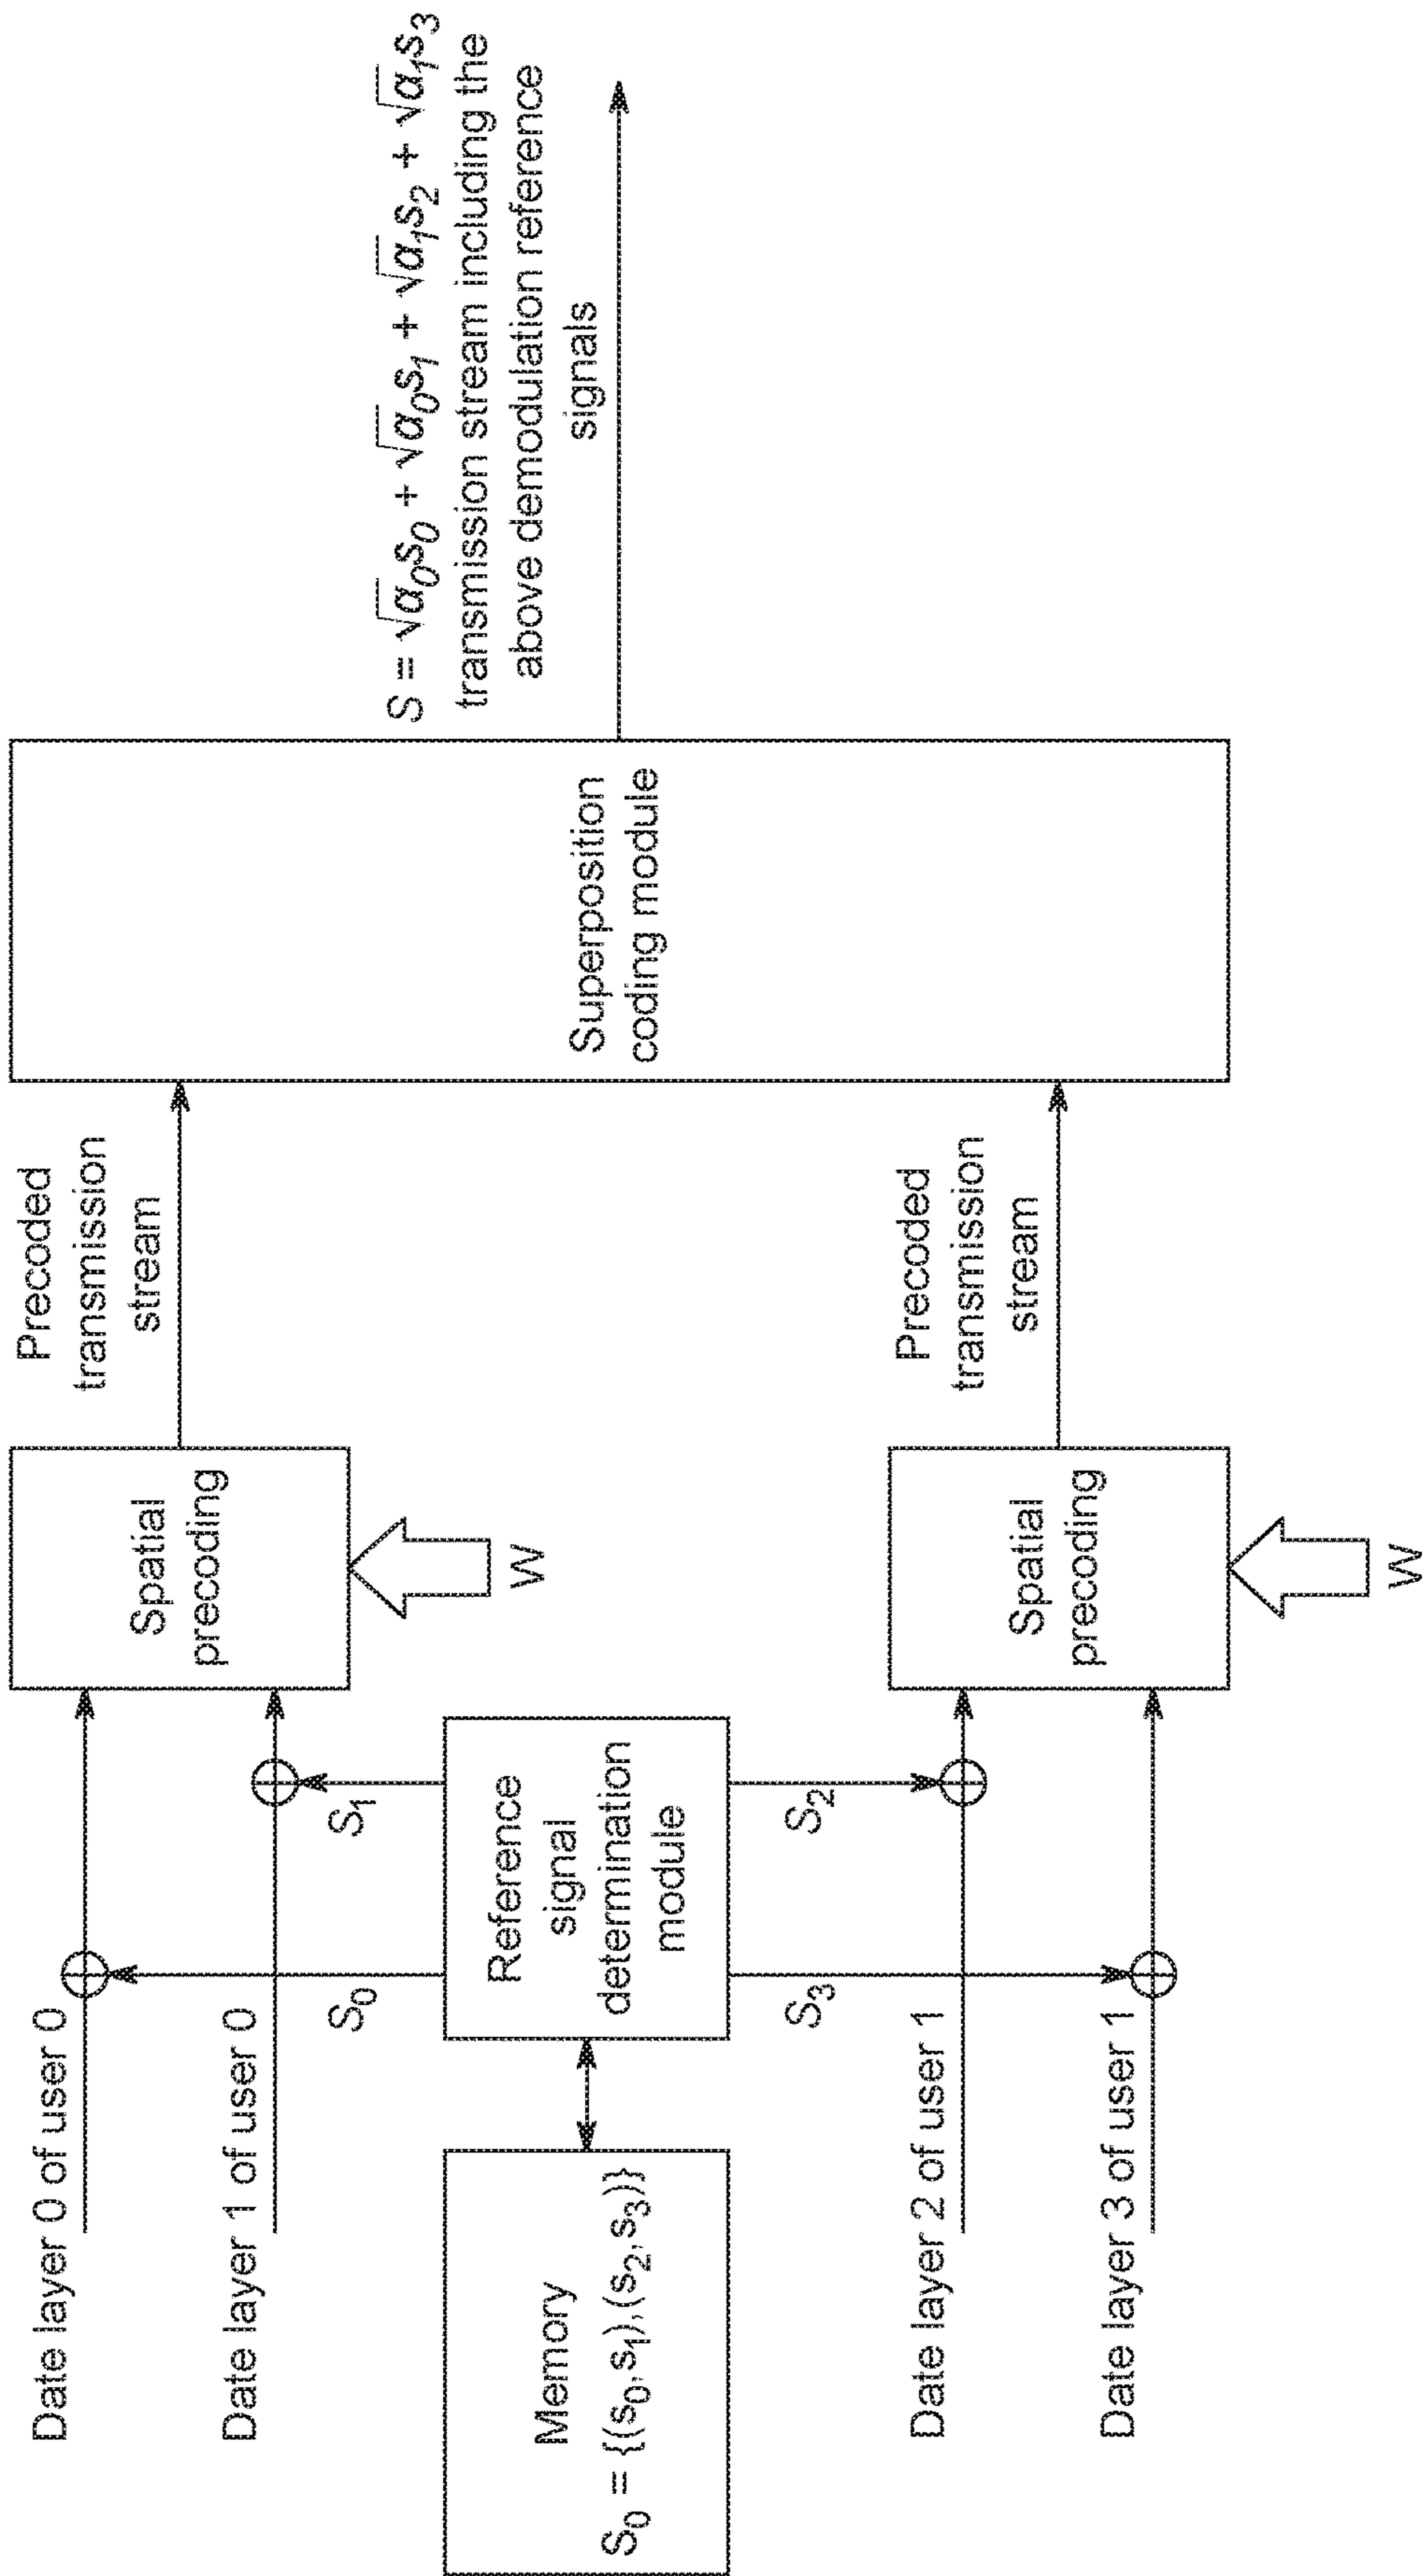 Date layer 0 of user 0
Date layer 1 of user 0
S₀
S₁
Memory
S₀ = {(s₀,s₁),(s₂,s₃)}
Reference
signal
determination
module
S₃
S₂
Date layer 2 of user 1
Date layer 3 of user 1
Spatial
precoding
W
Spatial
precoding
W
Precoded
transmission
stream
Precoded
transmission
stream
Superposition
coding module
S = √α₀s₀ + √α₀s₁ + √α₁s₂ + √α₁s₃
transmission stream including the
above demodulation reference
signals